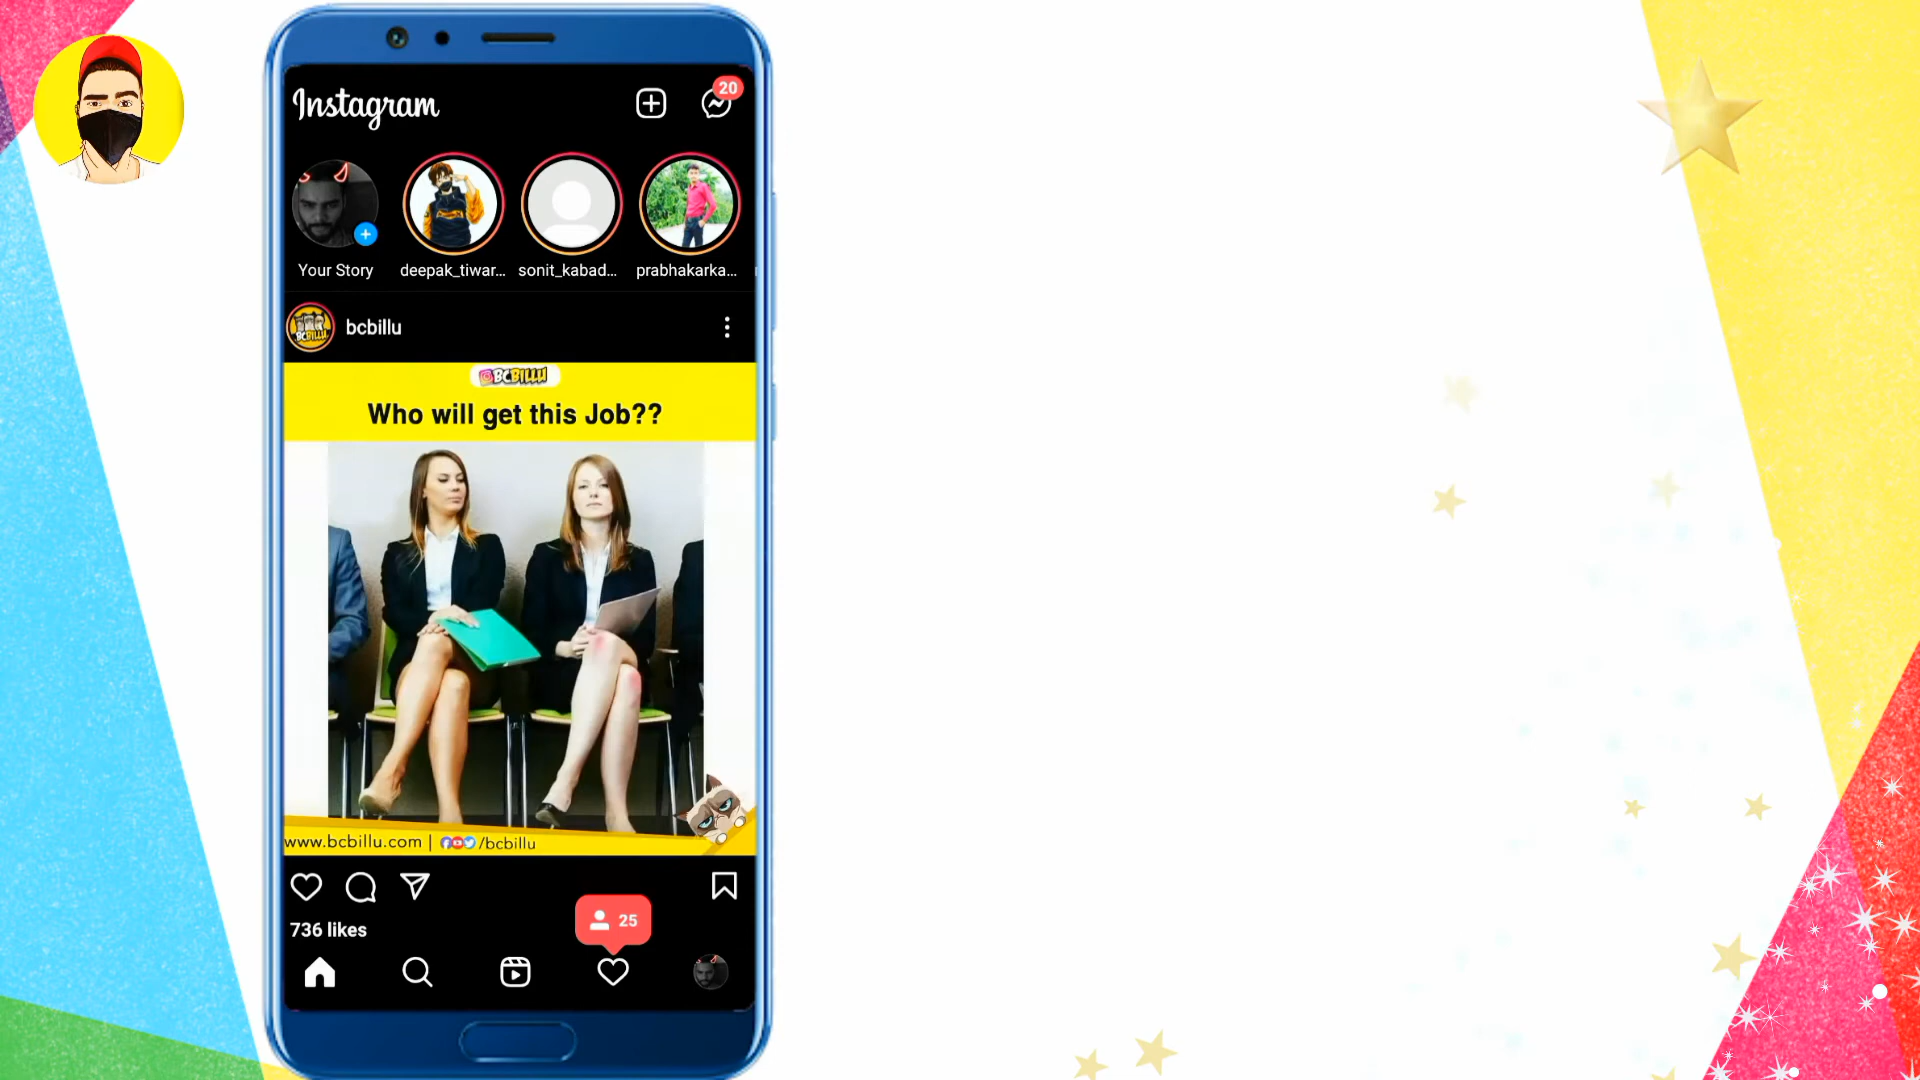 Instagram
20
Your Story
deepak_tiwar...
sonit_kabad...
prabhakarka...
bcbillu
BCBILLU
@BCBILLU
Who will get this Job??
www.bcbillu.com | /bcbillu
736 likes
25